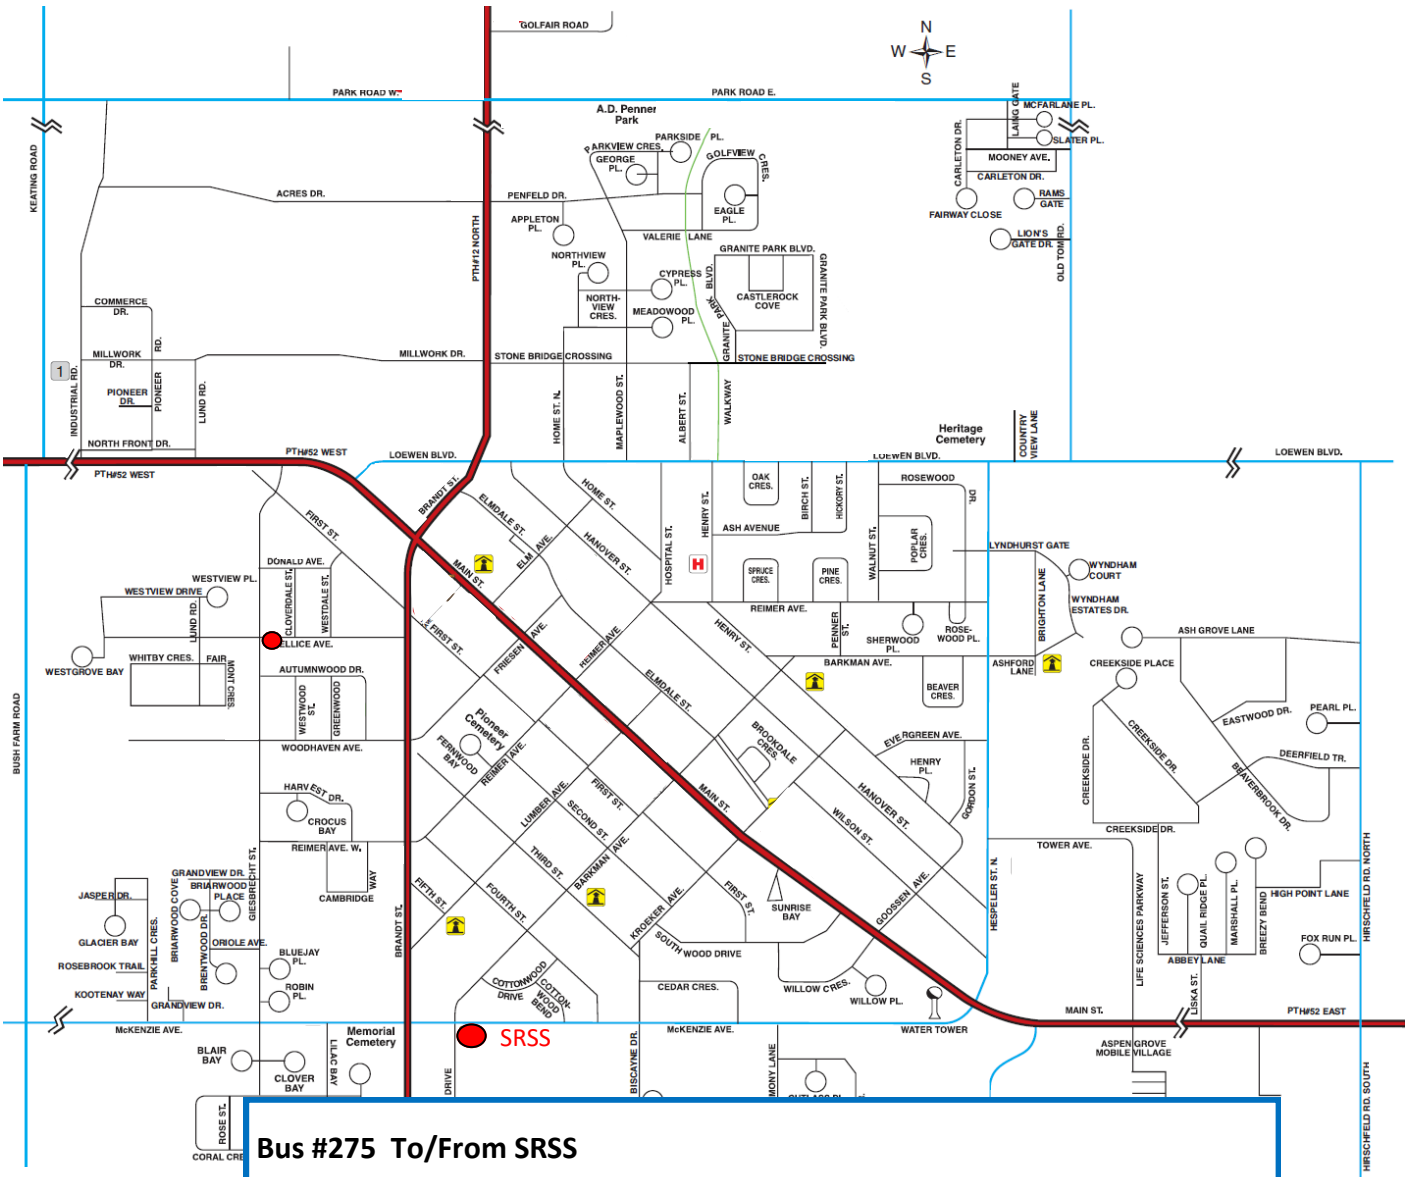 GOLFAIR ROAD
N
W E
S
PARK ROAD W.
PARK ROAD E.
A.D. Penner
Park
LAING GATE
MCFARLANE PL.
SLATER PL.
CARLETON DR.
MOONEY AVE.
CARLETON DR.
PARKSIDE PL.
PARKVIEW CRES.
GEORGE
PL.
GOLFVIEW CRES.
KEATING ROAD
ACRES DR.
PENFELD DR.
EAGLE
PL.
RAMS
GATE
FAIRWAY CLOSE
APPLETON
PL.
PTH#12 NORTH
VALERIE LANE
LION'S
GATE DR.
OLD TOM RD.
NORTHVIEW
PL.
GRANITE PARK BLVD.
GRANITE PARK BLVD.
GRANITE PARK BLVD.
CYPRESS
PL.
CASTLEROCK
COVE
NORTH-
VIEW
CRES.
MEADOWOOD
PL.
COMMERCE
DR.
MILLWORK
DR.
MILLWORK DR.
STONE BRIDGE CROSSING
STONE BRIDGE CROSSING
1
INDUSTRIAL RD.
PIONEER
DR.
PIONEER RD.
LUND RD.
HOME ST. N.
MAPLEWOOD ST.
ALBERT ST.
WALKWAY
NORTH FRONT DR.
Heritage
Cemetery
COUNTRY
VIEW LANE
PTH#52 WEST
PTH#52 WEST
LOEWEN BLVD.
LOEWEN BLVD.
LOEWEN BLVD.
BRANDT ST.
ELMDALE ST.
HOME ST.
HANOVER ST.
ELM AVE.
HOSPITAL ST.
HENRY ST.
OAK
CRES.
BIRCH ST.
HICKORY ST.
ASH AVENUE
ROSEWOOD DR.
WALNUT ST.
POPLAR
CRES.
LYNDHURST GATE
FIRST ST.
MAIN ST.
H
SPRUCE
CRES.
PINE
CRES.
WYNDHAM
COURT
WYNDHAM
ESTATES DR.
BRIGHTON LANE
DONALD AVE.
WESTVIEW PL.
WESTVIEW DRIVE
LUND RD.
CLOVERDALE ST.
WESTDALE ST.
ELLICE AVE.
FIRST ST.
FRIESEN AVE.
REIMER AVE.
REIMER AVE.
HENRY ST.
PENNER
ST.
SHERWOOD
PL.
ROSE-
WOOD PL.
ASH GROVE LANE
WESTGROVE BAY
WHITBY CRES.
FAIR
MONT CRES.
AUTUMNWOOD DR.
WESTWOOD
ST.
GREENWOOD
BARKMAN AVE.
ASHFORD
LANE
CREEKSIDE PLACE
BEAVER
CRES.
ELMDALE ST.
BUSH FARM ROAD
WOODHAVEN AVE.
Pioneer
Cemetery
FERNWOOD
BAY
REIMER AVE.
BROOKDALE
CRES.
EVERGREEN AVE.
HENRY
PL.
GORDON ST.
CREEKSIDE DR.
CREEKSIDE DR.
EASTWOOD DR.
PEARL PL.
DEERFIELD TR.
BEAVERBROOK DR.
HARVEST DR.
CROCUS
BAY
LUMBER AVE.
FIRST ST.
SECOND ST.
MAIN ST.
HANOVER ST.
WILSON ST.
CREEKSIDE DR.
TOWER AVE.
REIMER AVE. W.
CAMBRIDGE WAY
THIRD ST.
BARKMAN AVE.
FIFTH ST.
FOURTH ST.
KROEKER AVE.
FIRST ST.
SUNRISE
BAY
GOOSSEN AVE.
HESPELER ST. N.
GIESBRECHT ST.
BRANDT ST.
GRANDVIEW DR.
BRIARWOOD
PLACE
BRIARWOOD COVE
JASPER DR.
GLACIER BAY
PARKHILL CRES.
BRENTWOOD DR.
ORIOLE AVE.
BLUEJAY
PL.
ROBIN
PL.
ROSEBROOK TRAIL
KOOTENAY WAY
GRANDVIEW DR.
SOUTHWOOD DRIVE
COTTONWOOD
DRIVE
COTTON-
WOOD
BEND
CEDAR CRES.
WILLOW CRES.
WILLOW PL.
LIFE SCIENCES PARKWAY
JEFFERSON ST.
QUAIL RIDGE PL.
MARSHALL PL.
BREEZY BEND
HIGH POINT LANE
HIRSCHFELD RD. NORTH
FOX RUN PL.
ABBEY LANE
LISKA ST.
McKENZIE AVE.
Memorial
Cemetery
SRSS
McKENZIE AVE.
WATER TOWER
MAIN ST.
PTH#52 EAST
ASPEN GROVE
MOBILE VILLAGE
BLAIR
BAY
CLOVER
BAY
LILAC BAY
DRIVE
BISCAYNE DR.
MONY LANE
HIRSCHFELD RD. SOUTH
ROSE ST.
CORAL CRE
Bus #275 To/From SRSS